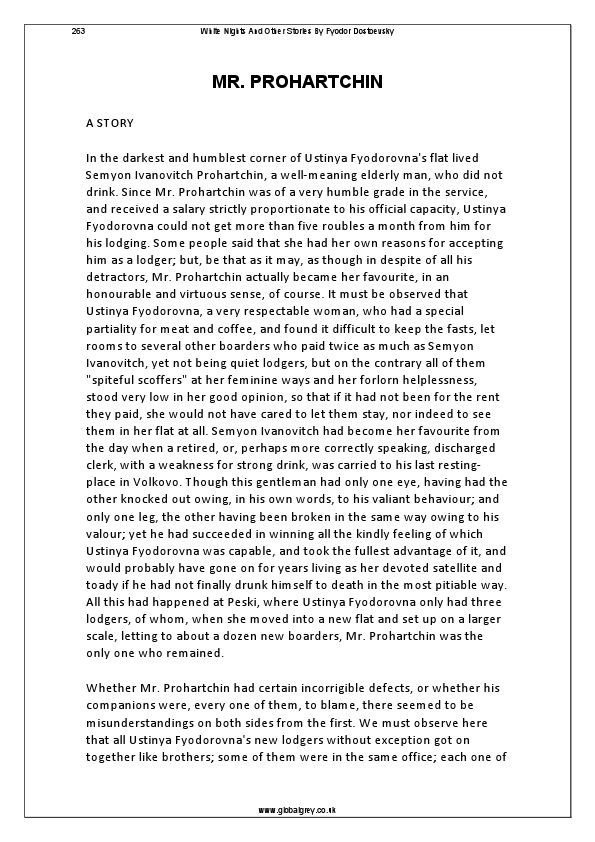 263
White Nights And Other Stories By Fyodor Dostoevsky
MR. PROHARTCHIN
A STORY
In the darkest and humblest corner of Ustinya Fyodorovna's flat lived
Semyon Ivanovitch Prohartchin, a well-meaning elderly man, who did not
drink. Since Mr. Prohartchin was of a very humble grade in the service,
and received a salary strictly proportionate to his official capacity, Ustinya
Fyodorovna could not get more than five roubles a month from him for
his lodging. Some people said that she had her own reasons for accepting
him as a lodger; but, be that as it may, as though in despite of all his
detractors, Mr. Prohartchin actually became her favourite, in an
honourable and virtuous sense, of course. It must be observed that
Ustinya Fyodorovna, a very respectable woman, who had a special
partiality for meat and coffee, and found it difficult to keep the fasts, let
rooms to several other boarders who paid twice as much as Semyon
Ivanovitch, yet not being quiet lodgers, but on the contrary all of them
"spiteful scoffers" at her feminine ways and her forlorn helplessness,
stood very low in her good opinion, so that if it had not been for the rent
they paid, she would not have cared to let them stay, nor indeed to see
them in her flat at all. Semyon Ivanovitch had become her favourite from
the day when a retired, or, perhaps more correctly speaking, discharged
clerk, with a weakness for strong drink, was carried to his last resting-
place in Volkovo. Though this gentleman had only one eye, having had the
other knocked out owing, in his own words, to his valiant behaviour; and
only one leg, the other having been broken in the same way owing to his
valour; yet he had succeeded in winning all the kindly feeling of which
Ustinya Fyodorovna was capable, and took the fullest advantage of it, and
would probably have gone on for years living as her devoted satellite and
toady if he had not finally drunk himself to death in the most pitiable way.
All this had happened at Peski, where Ustinya Fyodorovna only had three
lodgers, of whom, when she moved into a new flat and set up on a larger
scale, letting to about a dozen new boarders, Mr. Prohartchin was the
only one who remained.
Whether Mr. Prohartchin had certain incorrigible defects, or whether his
companions were, every one of them, to blame, there seemed to be
misunderstandings on both sides from the first. We must observe here
that all Ustinya Fyodorovna's new lodgers without exception got on
together like brothers; some of them were in the same office; each one of
www.globalgrey.co.uk